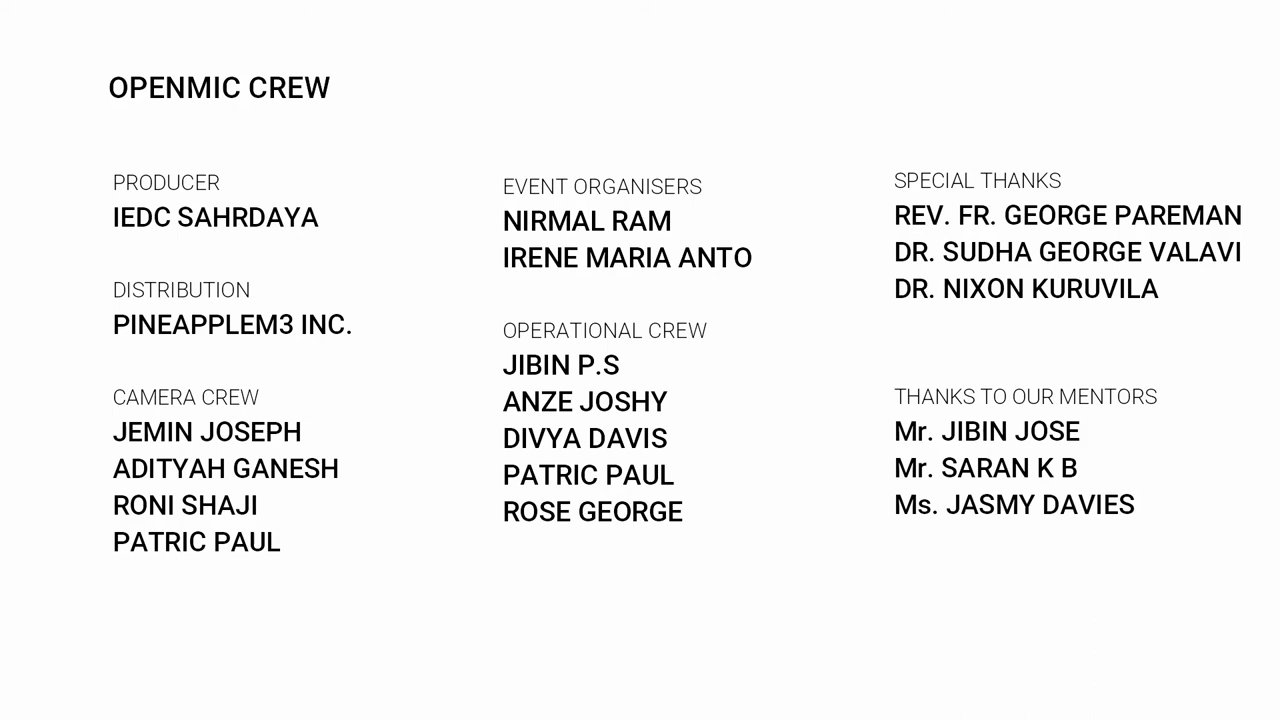 OPENMIC CREW
PRODUCER
IEDC SAHRDAYA
DISTRIBUTION
PINEAPPLEM3 INC.
CAMERA CREW
JEMIN JOSEPH
ADITYAH GANESH
RONI SHAJI
PATRIC PAUL
EVENT ORGANISERS
NIRMAL RAM
IRENE MARIA ANTO
OPERATIONAL CREW
JIBIN P.S
ANZE JOSHY
DIVYA DAVIS
PATRIC PAUL
ROSE GEORGE
SPECIAL THANKS
REV. FR. GEORGE PAREMAN
DR. SUDHA GEORGE VALAVI
DR. NIXON KURUVILA
THANKS TO OUR MENTORS
Mr. JIBIN JOSE
Mr. SARAN K B
Ms. JASMY DAVIES